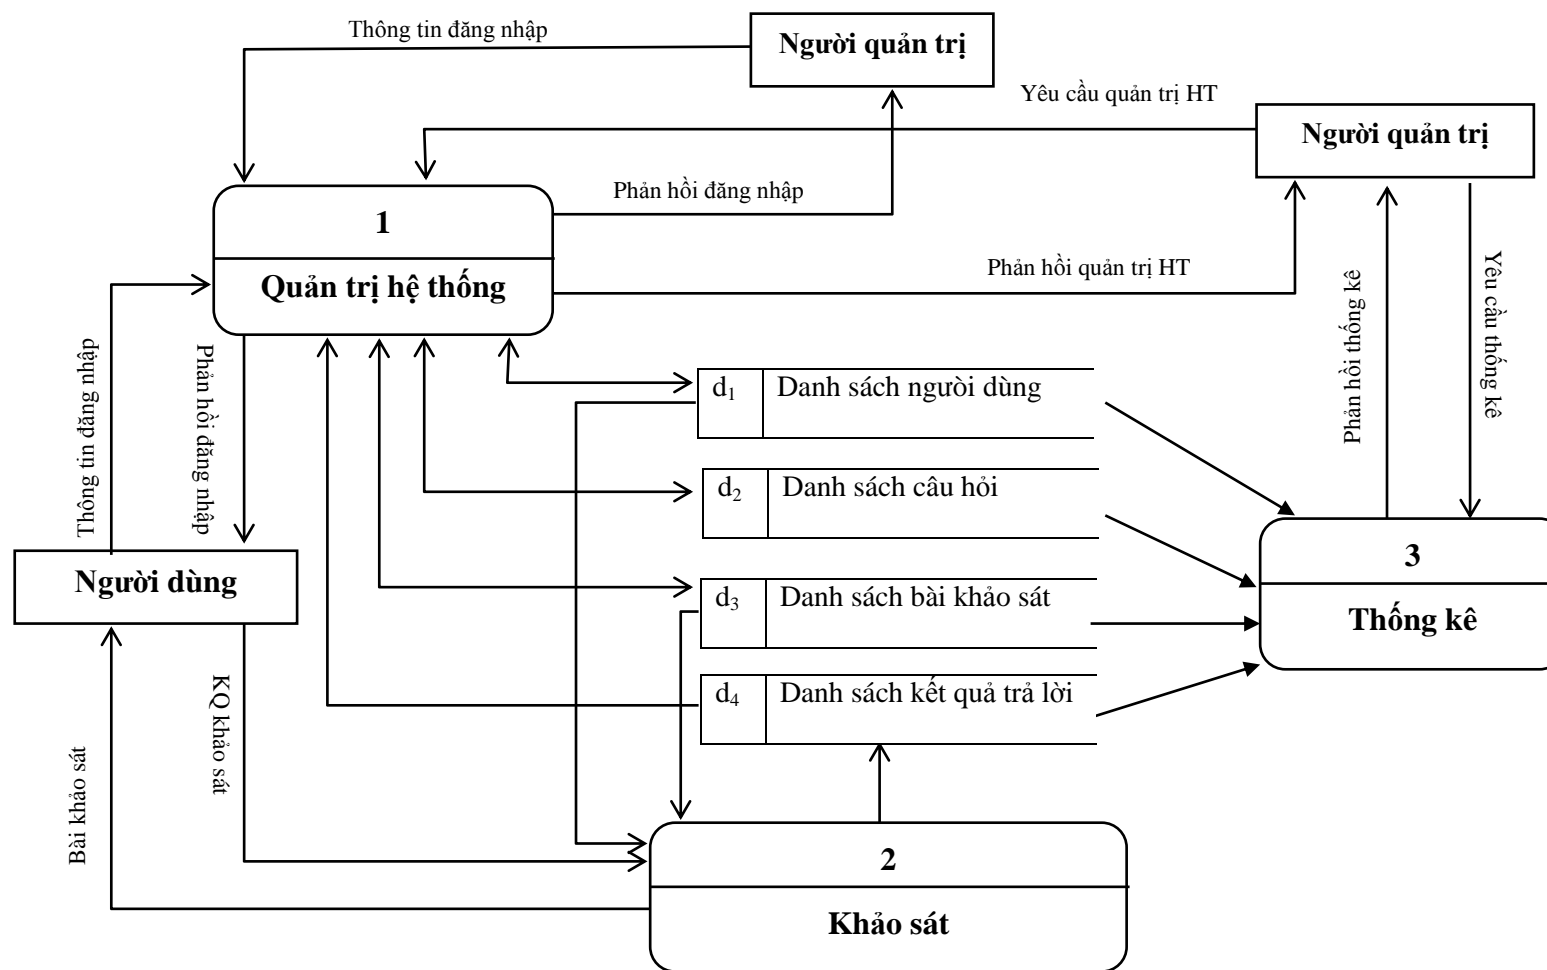 Thông tin đăng nhập
Người quản trị
Yêu cầu quản trị HT
Người quản trị
Phản hồi đăng nhập
1
Quản trị hệ thống
Phản hồi quản trị HT
Phản hồi thống kê
Yêu cầu thống kê
Thông tin đăng nhập
Phản hồi đăng nhập
d₁ Danh sách người dùng
d₂ Danh sách câu hỏi
Người dùng
d₃ Danh sách bài khảo sát
3
Thống kê
d₄ Danh sách kết quả trả lời
KQ khảo sát
Bài khảo sát
2
Khảo sát